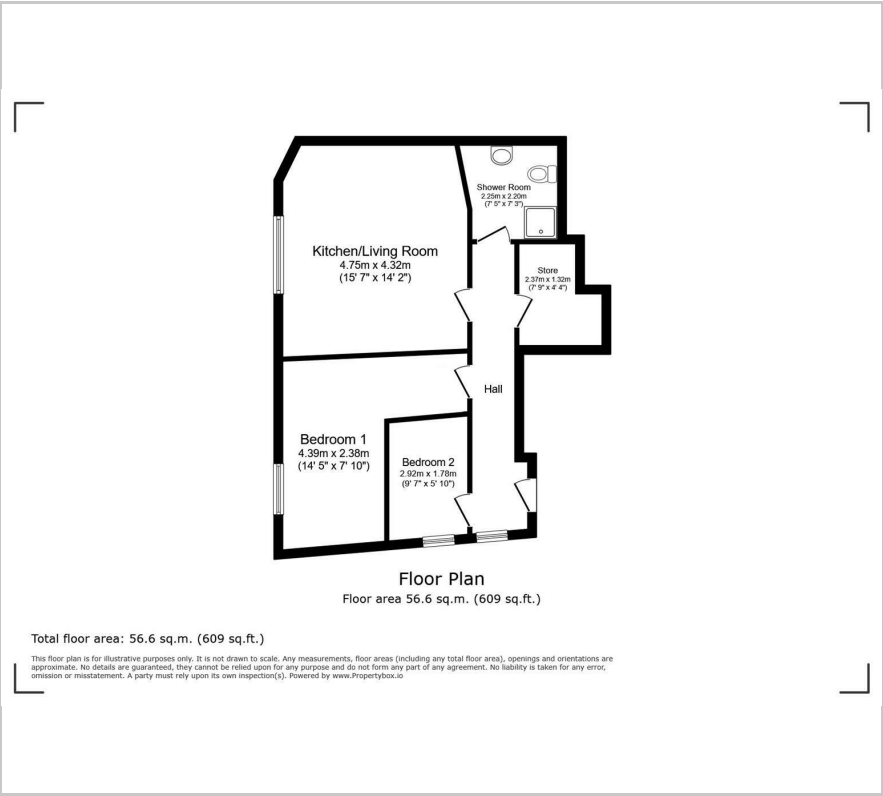 Shower Room
2.25m x 2.20m
(7' 5" x 7' 3")
Kitchen/Living Room
4.75m x 4.32m
(15' 7" x 14' 2")
Store
2.37m x 1.32m
(7' 9" x 4' 4")
Hall
Bedroom 1
4.39m x 2.38m
(14' 5" x 7' 10")
Bedroom 2
2.92m x 1.78m
(9' 7" x 5' 10")
Floor Plan
Floor area 56.6 sq.m. (609 sq.ft.)
Total floor area: 56.6 sq.m. (609 sq.ft.)
This floor plan is for illustrative purposes only. It is not drawn to scale. Any measurements, floor areas (including any total floor area), openings and orientations are
approximate. No details are guaranteed, they cannot be relied upon for any purpose and do not form any part of any agreement. No liability is taken for any error,
omission or misstatement. A party must rely upon its own inspection(s). Powered by www.Propertybox.io